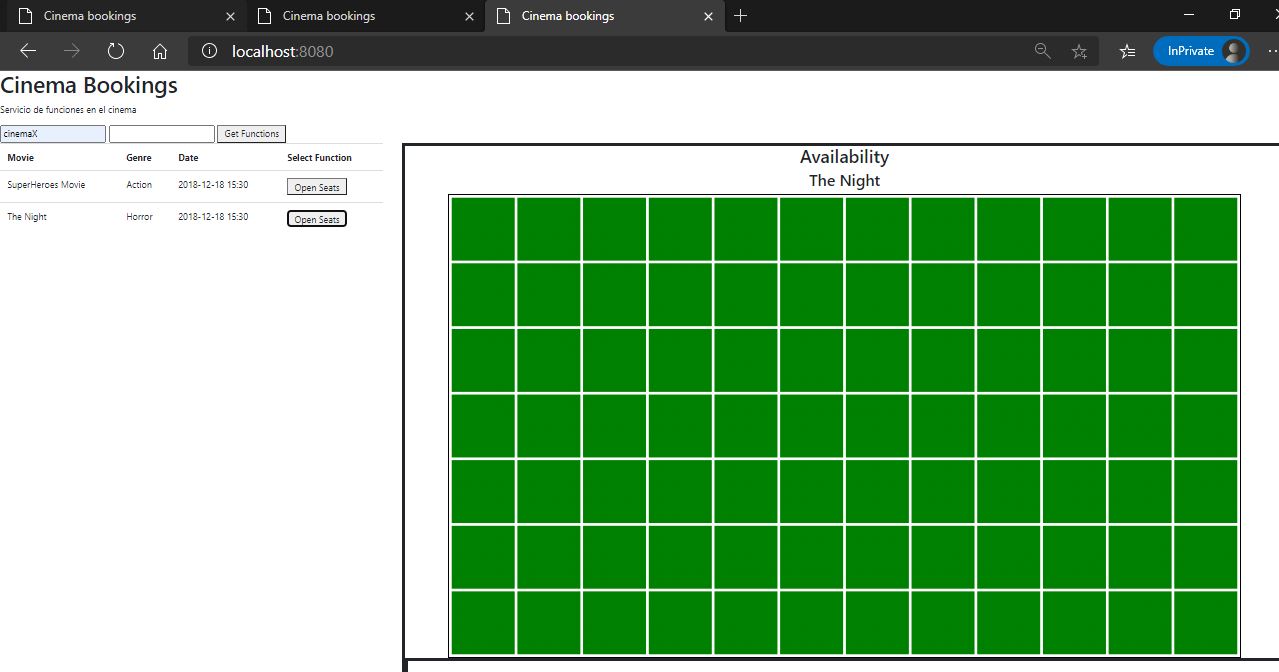 Cinema bookings Cinema bookings Cinema bookings
localhost:8080 InPrivate
Cinema Bookings
Servicio de funciones en el cinema
cinemaX Get Functions
Movie Genre Date Select Function
SuperHeroes Movie Action 2018-12-18 15:30 Open Seats
The Night Horror 2018-12-18 15:30 Open Seats
Availability
The Night